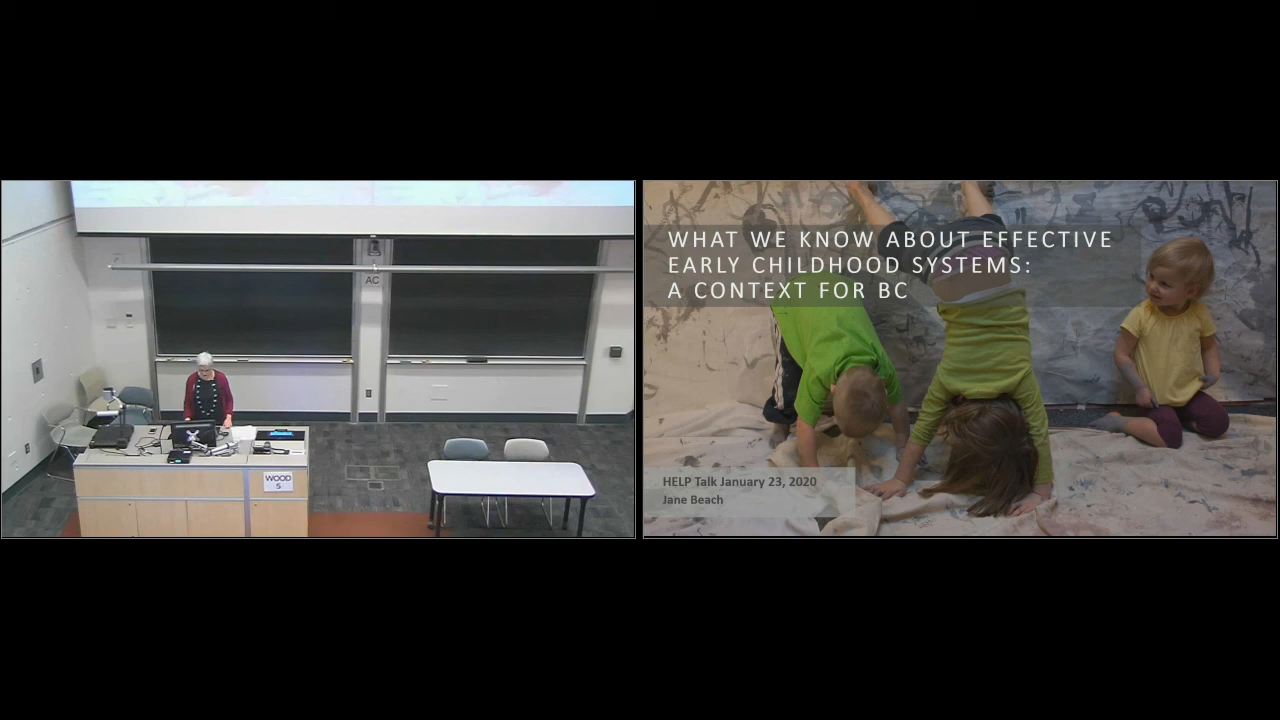 AC
WOOD
5
WHAT WE KNOW ABOUT EFFECTIVE
EARLY CHILDHOOD SYSTEMS:
A CONTEXT FOR BC
HELP Talk January 23, 2020
Jane Beach